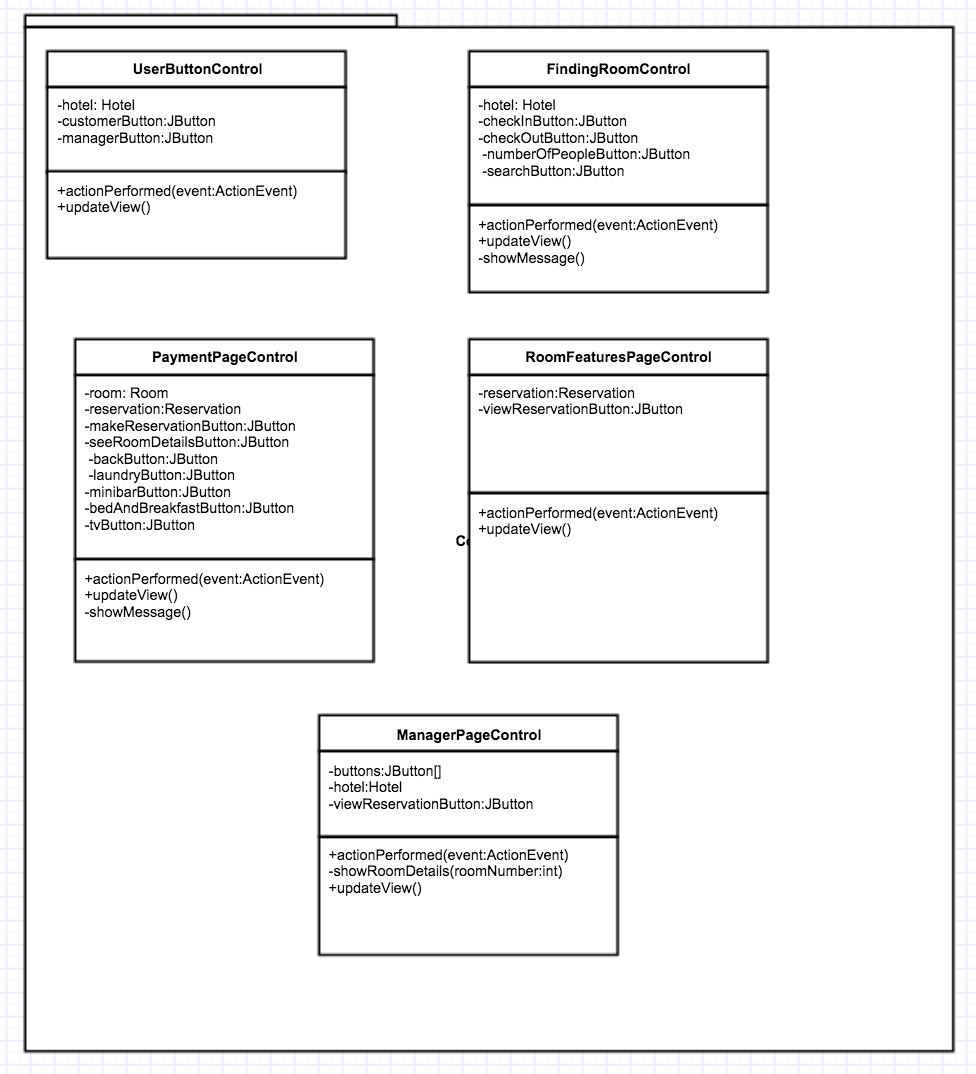 UserButtonControl
-hotel: Hotel
-customerButton:JButton
-managerButton:JButton
+actionPerformed(event:ActionEvent)
+updateView()
FindingRoomControl
-hotel: Hotel
-checkInButton:JButton
-checkOutButton:JButton
-numberOfPeopleButton:JButton
-searchButton:JButton
+actionPerformed(event:ActionEvent)
+updateView()
-showMessage()
PaymentPageControl
-room: Room
-reservation:Reservation
-makeReservationButton:JButton
-seeRoomDetailsButton:JButton
-backButton:JButton
-laundryButton:JButton
-minibarButton:JButton
-bedAndBreakfastButton:JButton
-tvButton:JButton
+actionPerformed(event:ActionEvent)
+updateView()
-showMessage()
RoomFeaturesPageControl
-reservation:Reservation
-viewReservationButton:JButton
+actionPerformed(event:ActionEvent)
+updateView()
ManagerPageControl
-buttons:JButton[]
-hotel:Hotel
-viewReservationButton:JButton
+actionPerformed(event:ActionEvent)
-showRoomDetails(roomNumber:int)
+updateView()